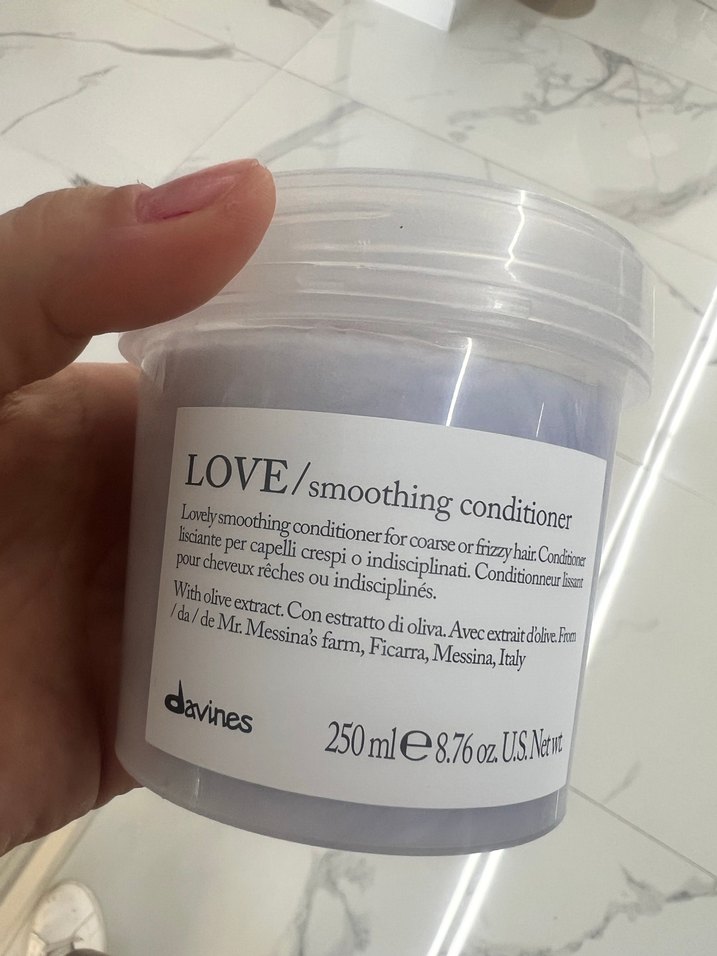 LOVE/smoothing conditioner
Lovely smoothing conditioner for coarse or frizzy hair. Conditioner
lisciante per capelli crespi o indisciplinati. Conditionneur lissant
pour cheveux rêches ou indisciplinés.
With olive extract. Con estratto di oliva. Avec extrait d'olive. From
/da/de Mr. Messina's farm, Ficarra, Messina, Italy
davines
250 ml ℮ 8.76 oz. U.S. Net wt.